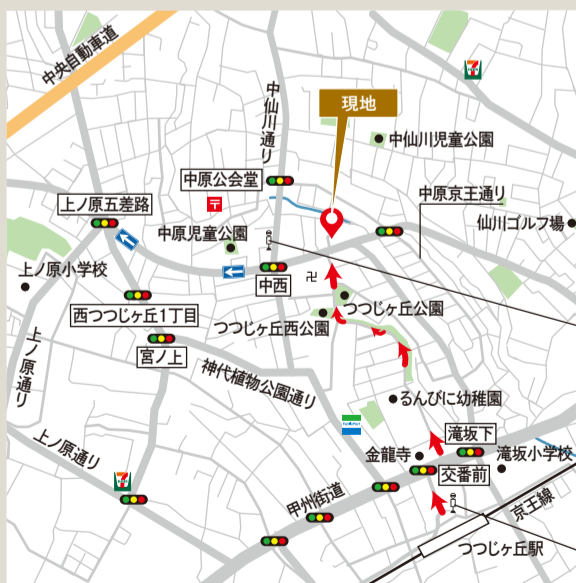 中央自動車道
中仙川通り
現地
中仙川児童公園
中原公会堂
〒
中原京王通り
上ノ原五差路
中原児童公園
仙川ゴルフ場
上ノ原小学校
中西
卍
つつじヶ丘公園
西つつじヶ丘1丁目
つつじヶ丘西公園
宮ノ上
上ノ原通り
神代植物公園通り
るんびに幼稚園
FamilyMart
上ノ原通り
滝坂下
金龍寺
滝坂小学校
交番前
甲州街道
京王線
つつじヶ丘駅